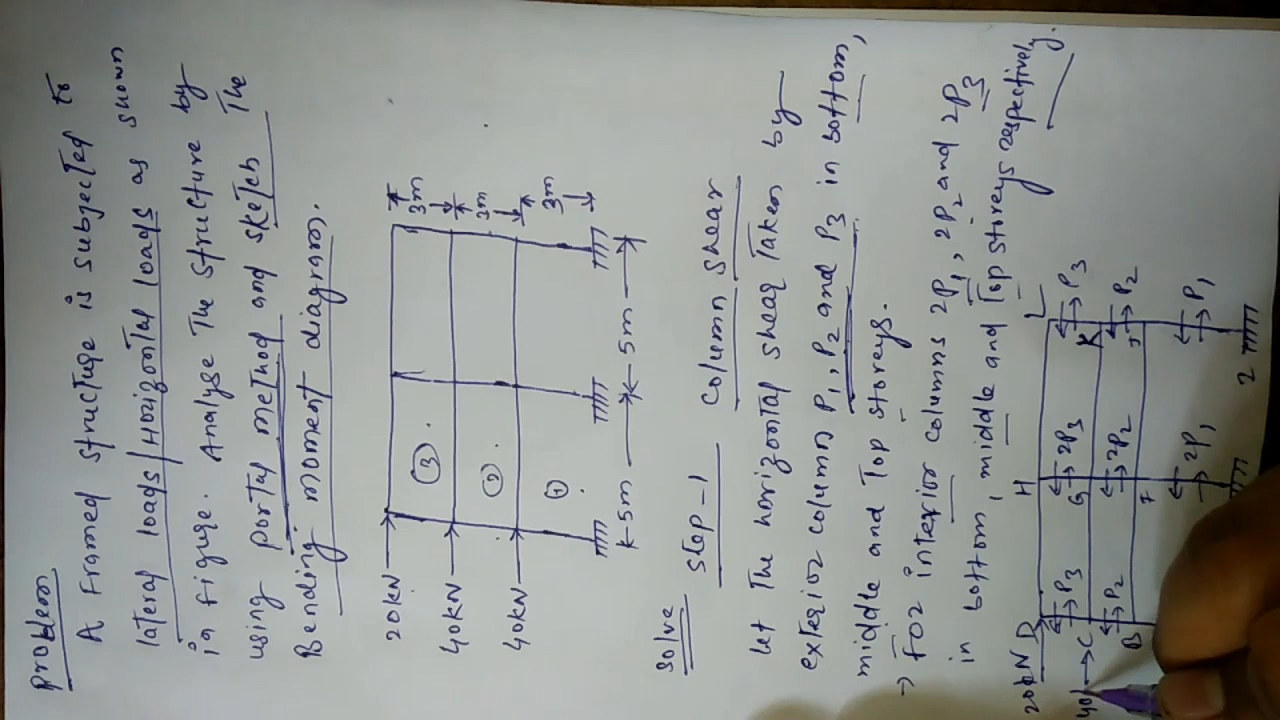 problem
A Framed structure is subjected to
lateral loads/Horizontal loads as shown
in figure. Analyse The structure by
using portal method and sketch The
Bending moment diagram.
20KN
40KN
40KN
③
②
①
3m
3m
3m
5m
5m
Solve
Step-1 Column Shear
Let The horizontal shear Taken by
exterior column P₁, P₂ and P₃ in bottom,
middle and Top storeys.
→ For interior columns 2P₁, 2P₂ and 2P₃
in bottom, middle and Top storeys respectively.
20KN D H L
P₃ 2P₃ P₃
40 C G K
P₂ 2P₂ P₂
B F J
2P₁ P₁